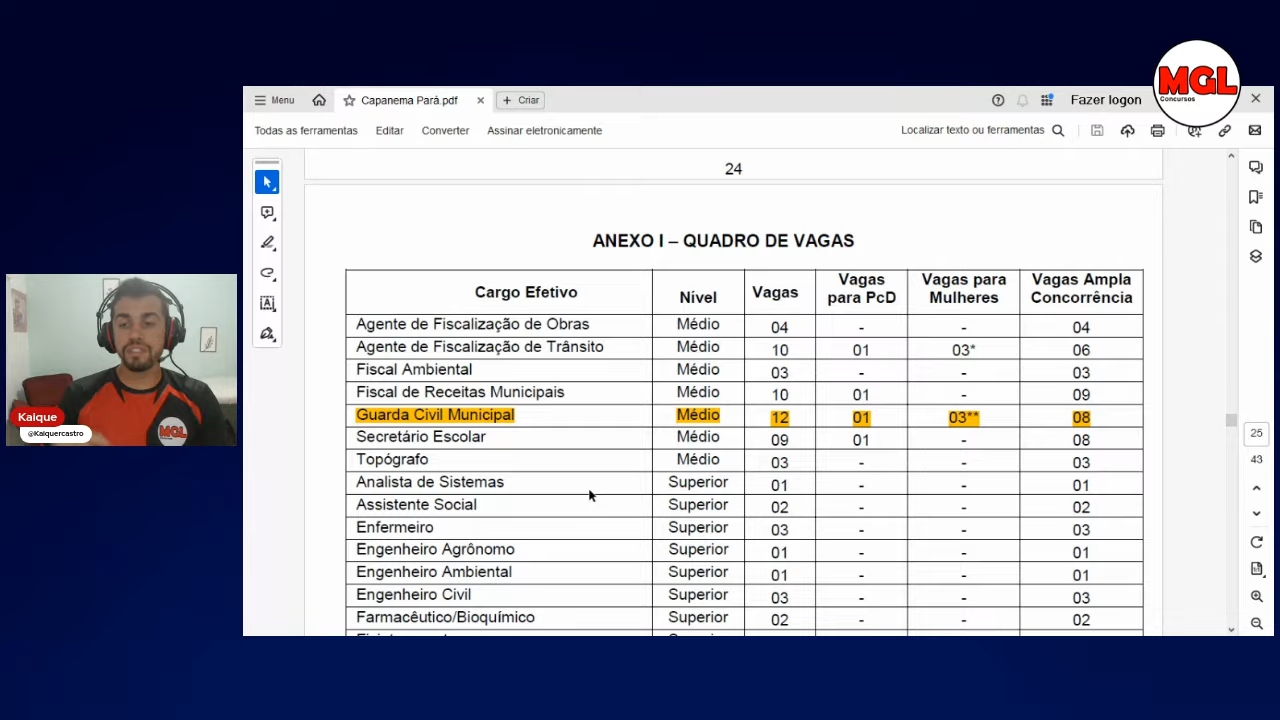 MGL
Concursos
Menu
Capanema Pará.pdf
Criar
Fazer logon
Todas as ferramentas Editar Converter Assinar eletronicamente
Localizar texto ou ferramentas
24
ANEXO I – QUADRO DE VAGAS
Cargo Efetivo Nível Vagas Vagas para PcD Vagas para Mulheres Vagas Ampla Concorrência
Agente de Fiscalização de Obras Médio 04 - - 04
Agente de Fiscalização de Trânsito Médio 10 01 03* 06
Fiscal Ambiental Médio 03 - - 03
Fiscal de Receitas Municipais Médio 10 01 - 09
Guarda Civil Municipal Médio 12 01 03** 08
Secretário Escolar Médio 09 01 - 08
Topógrafo Médio 03 - - 03
Analista de Sistemas Superior 01 - - 01
Assistente Social Superior 02 - - 02
Enfermeiro Superior 03 - - 03
Engenheiro Agrônomo Superior 01 - - 01
Engenheiro Ambiental Superior 01 - - 01
Engenheiro Civil Superior 03 - - 03
Farmacêutico/Bioquímico Superior 02 - - 02
25
43
Kaique
@Kaiquercastro
MGL